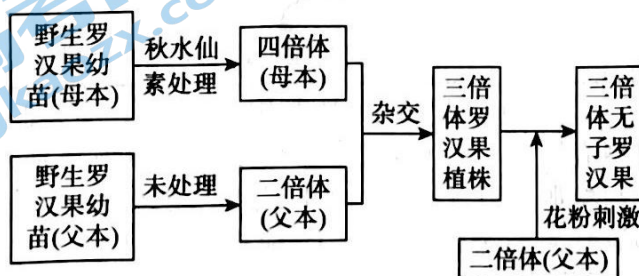 野生罗
汉果幼
苗(母本)
秋水仙
素处理
四倍体
(母本)
野生罗
汉果幼
苗(父本)
未处理
二倍体
(父本)
杂交
三倍
体罗
汉果
植株
三倍
体无
子罗
汉果
花粉刺激
二倍体(父本)